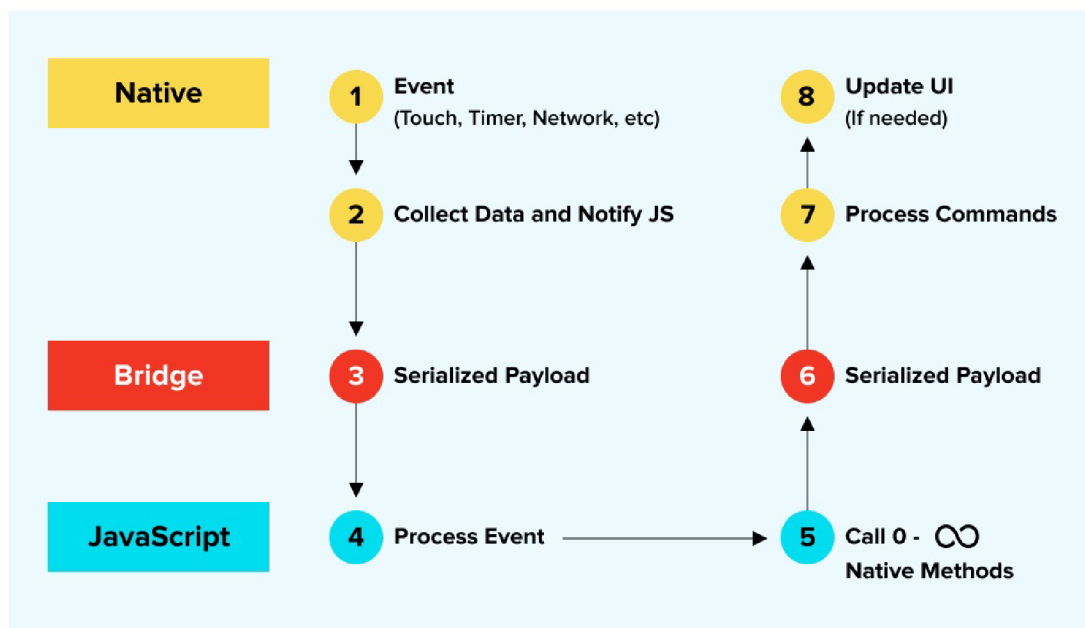 Native
1
Event
(Touch, Timer, Network, etc)
2
Collect Data and Notify JS
Bridge
3
Serialized Payload
JavaScript
4
Process Event
5
Call 0 - ∞
Native Methods
6
Serialized Payload
7
Process Commands
8
Update UI
(If needed)